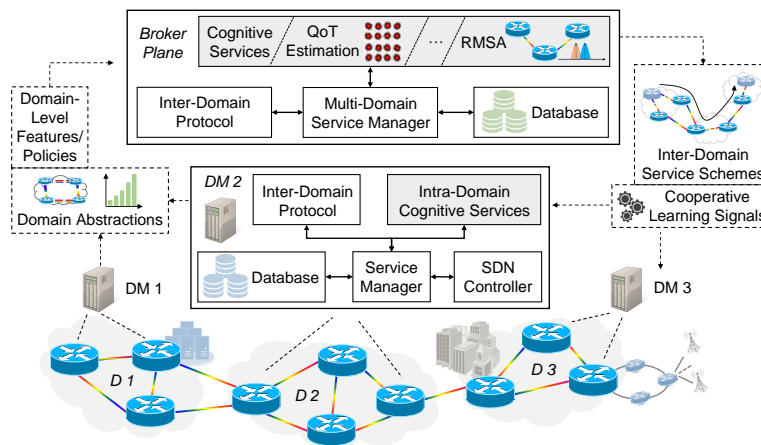 Broker
Plane
Cognitive
Services
QoT
Estimation
...
RMSA
Inter-Domain
Protocol
Multi-Domain
Service Manager
Database
Domain-
Level
Features/
Policies
Domain Abstractions
Inter-Domain
Service Schemes
Cooperative
Learning Signals
DM 2
Inter-Domain
Protocol
Intra-Domain
Cognitive Services
Database
Service
Manager
SDN
Controller
DM 1
DM 3
D 1
D 2
D 3